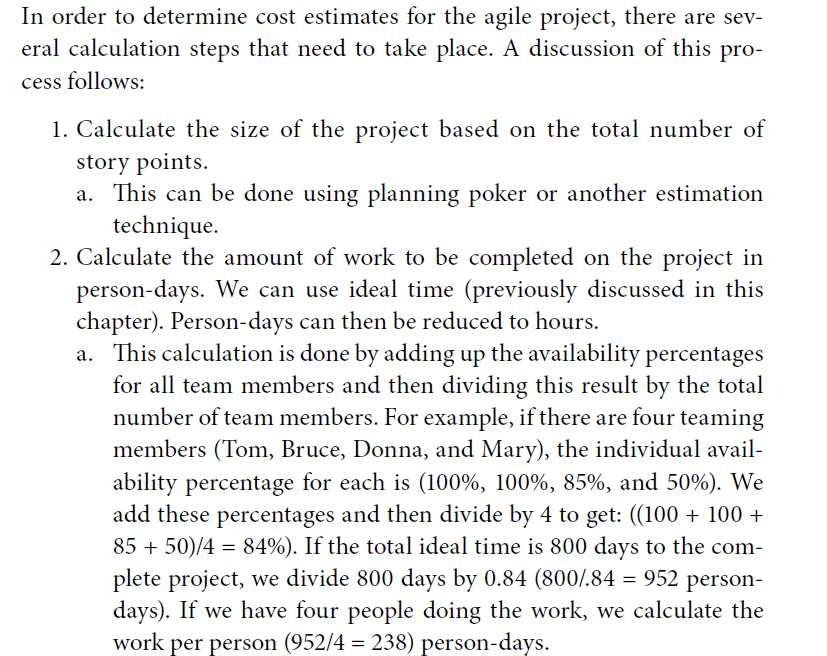 In order to determine cost estimates for the agile project, there are sev-
eral calculation steps that need to take place. A discussion of this pro-
cess follows:
1. Calculate the size of the project based on the total number of
story points.
a. This can be done using planning poker or another estimation
technique.
2. Calculate the amount of work to be completed on the project in
person-days. We can use ideal time (previously discussed in this
chapter). Person-days can then be reduced to hours.
a. This calculation is done by adding up the availability percentages
for all team members and then dividing this result by the total
number of team members. For example, if there are four teaming
members (Tom, Bruce, Donna, and Mary), the individual avail-
ability percentage for each is (100%, 100%, 85%, and 50%). We
add these percentages and then divide by 4 to get: ((100 + 100 +
85 + 50)/4 = 84%). If the total ideal time is 800 days to the com-
plete project, we divide 800 days by 0.84 (800/.84 = 952 person-
days). If we have four people doing the work, we calculate the
work per person (952/4 = 238) person-days.